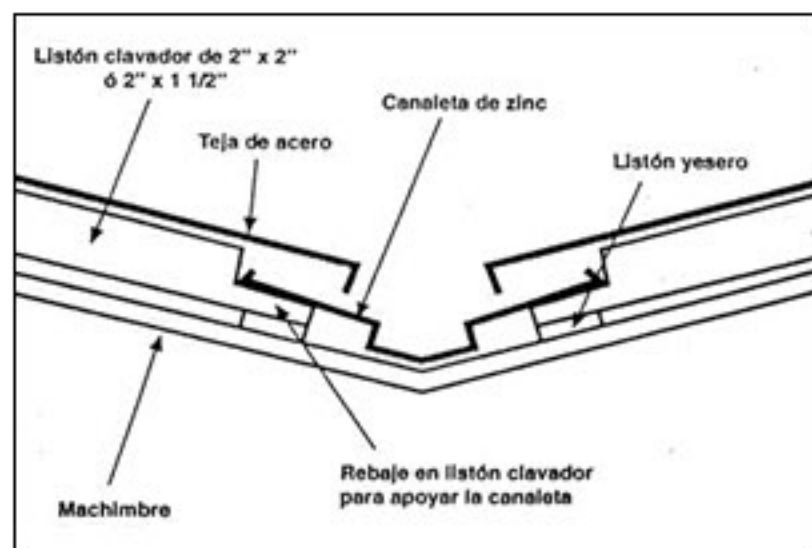 Listón clavador de 2" x 2"
ó 2" x 1 1/2"
Canaleta de zinc
Teja de acero
Listón yesero
Rebaje en listón clavador
para apoyar la canaleta
Machimbre